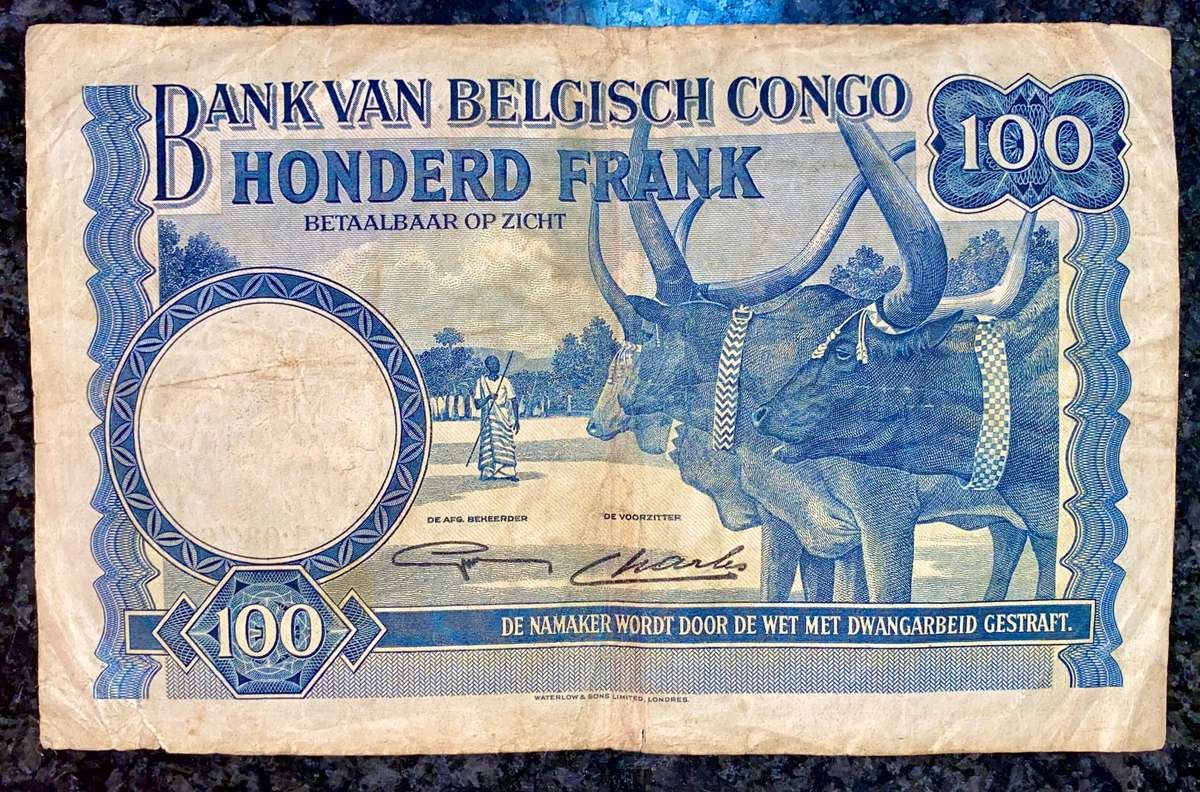 BANK VAN BELGISCH CONGO
100
HONDERD FRANK
BETAALBAAR OP ZICHT
DE AFG. BEHEERDER
DE VOORZITTER
Charles
100
DE NAMAKER WORDT DOOR DE WET MET DWANGARBEID GESTRAFT.
WATERLOW & SONS LIMITED, LONDRES.